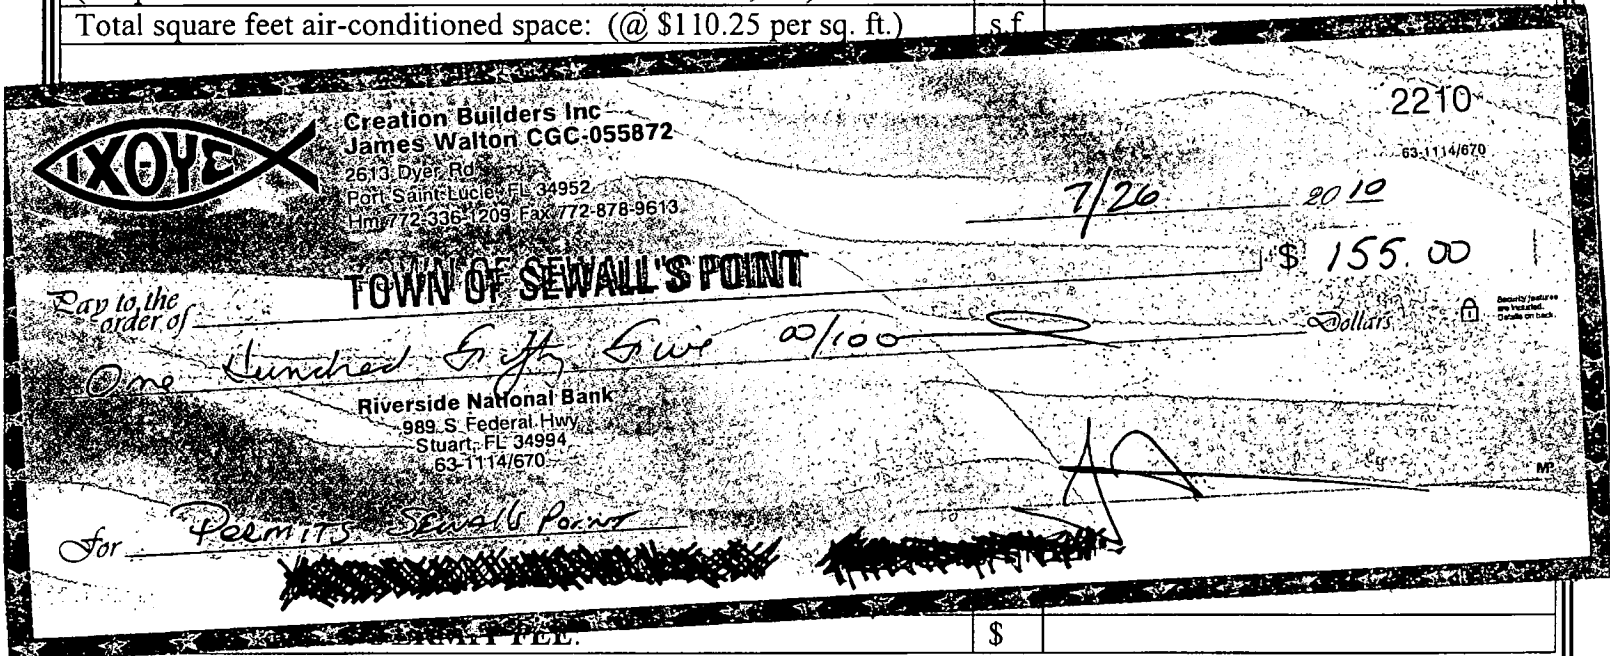 Total square feet air-conditioned space: (@ $110.25 per sq. ft.) s.f.
ΙΧΘΥΣ
Creation Builders Inc
James Walton CGC-055872
2613 Dyer Rd
Port Saint Lucie, FL 34952
Hm 772-336-1209 Fax 772-878-9613
2210
63-1114/670
7/26 20 10
Pay to the
order of TOWN OF SEWALL'S POINT $ 155.00
One Hundred Fifty Five 00/100 Dollars
Security features
are included.
Details on back.
Riverside National Bank
989 S Federal Hwy
Stuart, FL 34994
63-1114/670
MP
For Permits Sewalls Point
FEE: $